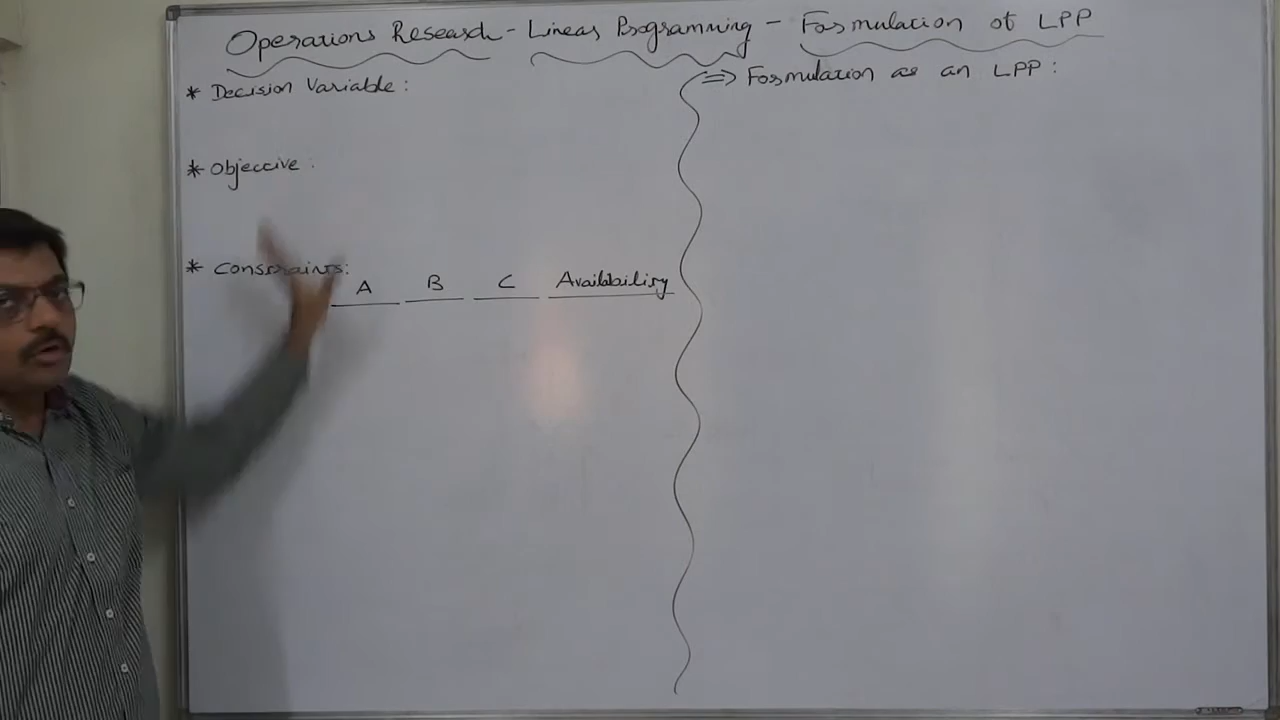 Operations Research - Linear Programming - Formulation of LPP
* Decision Variable :
* Objective :
* Constraints:
A B C Availability
⇒ Formulation as an LPP :